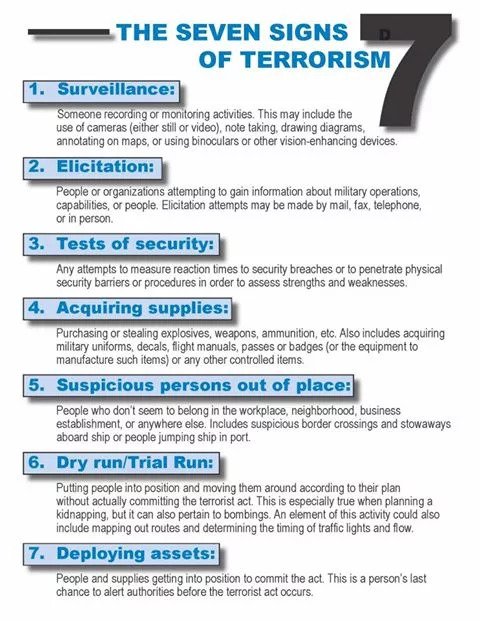 THE SEVEN SIGNS
OF TERRORISM
7
D
1. Surveillance:
Someone recording or monitoring activities. This may include the
use of cameras (either still or video), note taking, drawing diagrams,
annotating on maps, or using binoculars or other vision-enhancing devices.
2. Elicitation:
People or organizations attempting to gain information about military operations,
capabilities, or people. Elicitation attempts may be made by mail, fax, telephone,
or in person.
3. Tests of security:
Any attempts to measure reaction times to security breaches or to penetrate physical
security barriers or procedures in order to assess strengths and weaknesses.
4. Acquiring supplies:
Purchasing or stealing explosives, weapons, ammunition, etc. Also includes acquiring
military uniforms, decals, flight manuals, passes or badges (or the equipment to
manufacture such items) or any other controlled items.
5. Suspicious persons out of place:
People who don't seem to belong in the workplace, neighborhood, business
establishment, or anywhere else. Includes suspicious border crossings and stowaways
aboard ship or people jumping ship in port.
6. Dry run/Trial Run:
Putting people into position and moving them around according to their plan
without actually committing the terrorist act. This is especially true when planning a
kidnapping, but it can also pertain to bombings. An element of this activity could also
include mapping out routes and determining the timing of traffic lights and flow.
7. Deploying assets:
People and supplies getting into position to commit the act. This is a person's last
chance to alert authorities before the terrorist act occurs.